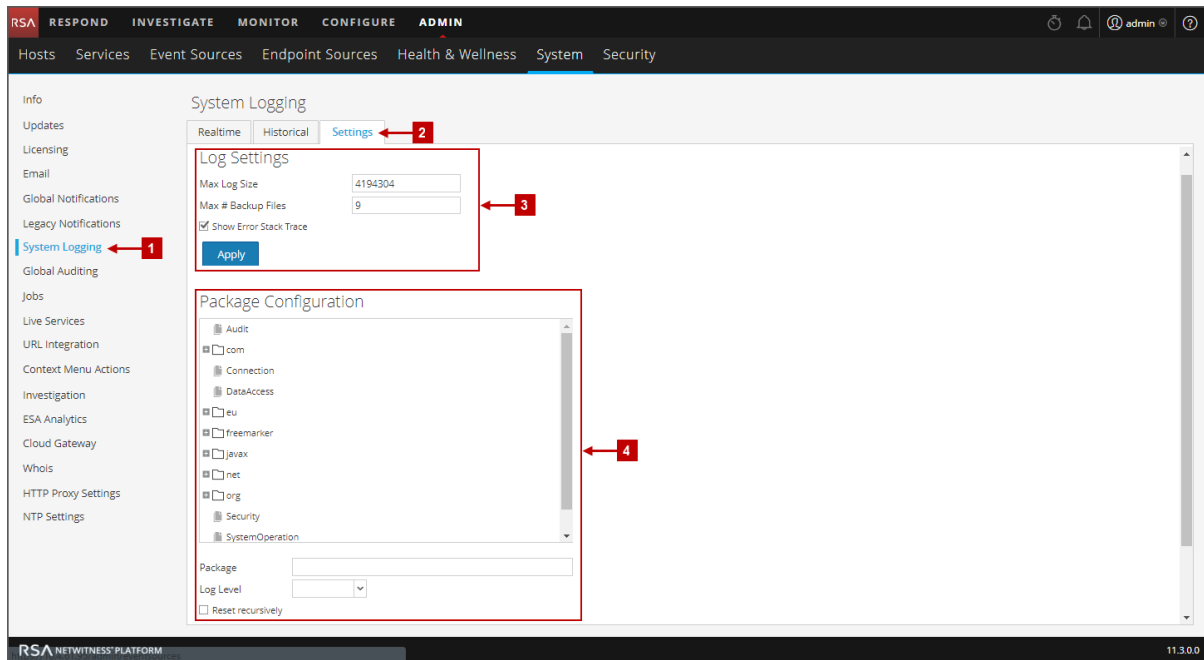 RSA RESPOND INVESTIGATE MONITOR CONFIGURE ADMIN admin ?
Hosts Services Event Sources Endpoint Sources Health & Wellness System Security
Info
Updates
Licensing
Email
Global Notifications
Legacy Notifications
System Logging 1
Global Auditing
Jobs
Live Services
URL Integration
Context Menu Actions
Investigation
ESA Analytics
Cloud Gateway
Whois
HTTP Proxy Settings
NTP Settings
System Logging
Realtime Historical Settings 2
Log Settings
Max Log Size 4194304
Max # Backup Files 9
3
Show Error Stack Trace
Apply
Package Configuration
Audit
com
Connection
DataAccess
eu
freemarker
javax
4
net
org
Security
SystemOperation
Package
Log Level
Reset recursively
RSA NETWITNESS® PLATFORM 11.3.0.0